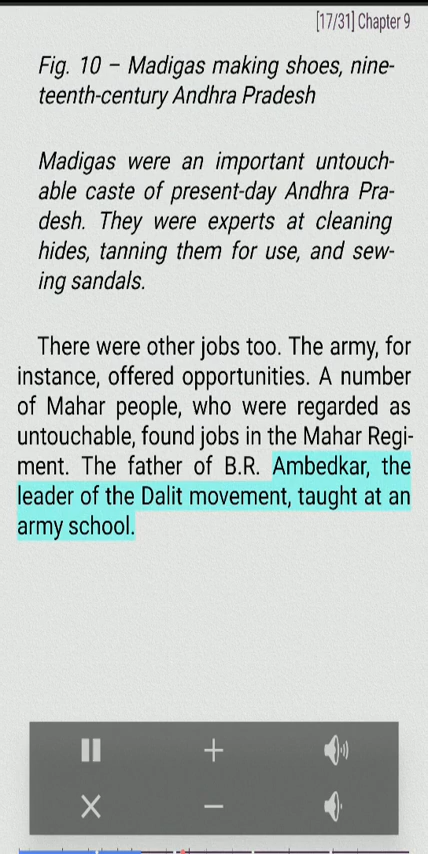 [17/31] Chapter 9
Fig. 10 – Madigas making shoes, nine-
teenth-century Andhra Pradesh
Madigas were an important untouch-
able caste of present-day Andhra Pra-
desh. They were experts at cleaning
hides, tanning them for use, and sew-
ing sandals.
There were other jobs too. The army, for
instance, offered opportunities. A number
of Mahar people, who were regarded as
untouchable, found jobs in the Mahar Regi-
ment. The father of B.R. Ambedkar, the
leader of the Dalit movement, taught at an
army school.